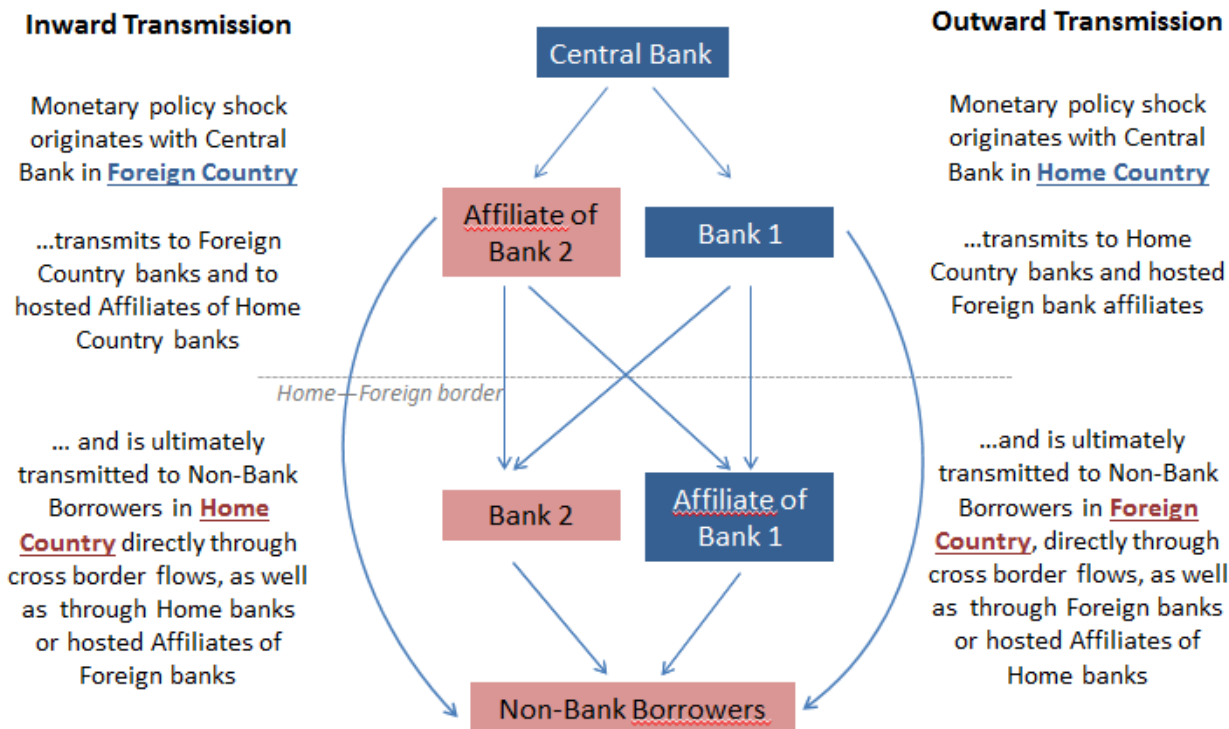 Inward Transmission
Monetary policy shock
originates with Central
Bank in Foreign Country
...transmits to Foreign
Country banks and to
hosted Affiliates of Home
Country banks
... and is ultimately
transmitted to Non-Bank
Borrowers in Home
Country directly through
cross border flows, as well
as through Home banks
or hosted Affiliates of
Foreign banks
Central Bank
Affiliate of
Bank 2
Bank 1
Home—Foreign border
Bank 2
Affiliate of
Bank 1
Non-Bank Borrowers
Outward Transmission
Monetary policy shock
originates with Central
Bank in Home Country
...transmits to Home
Country banks and hosted
Foreign bank affiliates
...and is ultimately
transmitted to Non-Bank
Borrowers in Foreign
Country, directly through
cross border flows, as well
as through Foreign banks
or hosted Affiliates of
Home banks